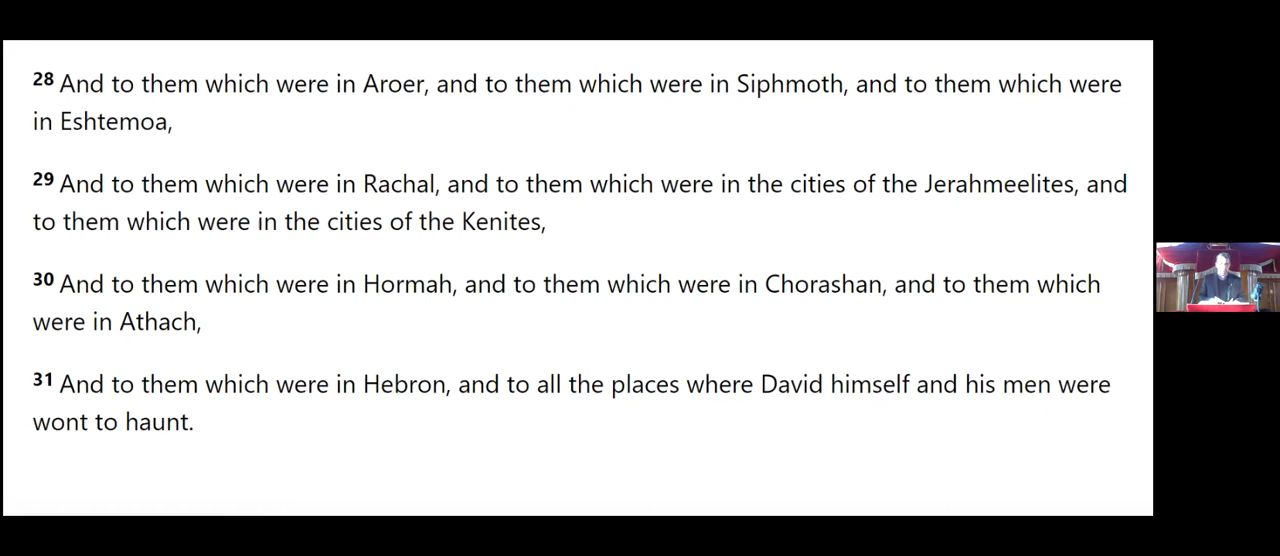 28 And to them which were in Aroer, and to them which were in Siphmoth, and to them which were
in Eshtemoa,
29 And to them which were in Rachal, and to them which were in the cities of the Jerahmeelites, and
to them which were in the cities of the Kenites,
30 And to them which were in Hormah, and to them which were in Chorashan, and to them which
were in Athach,
31 And to them which were in Hebron, and to all the places where David himself and his men were
wont to haunt.